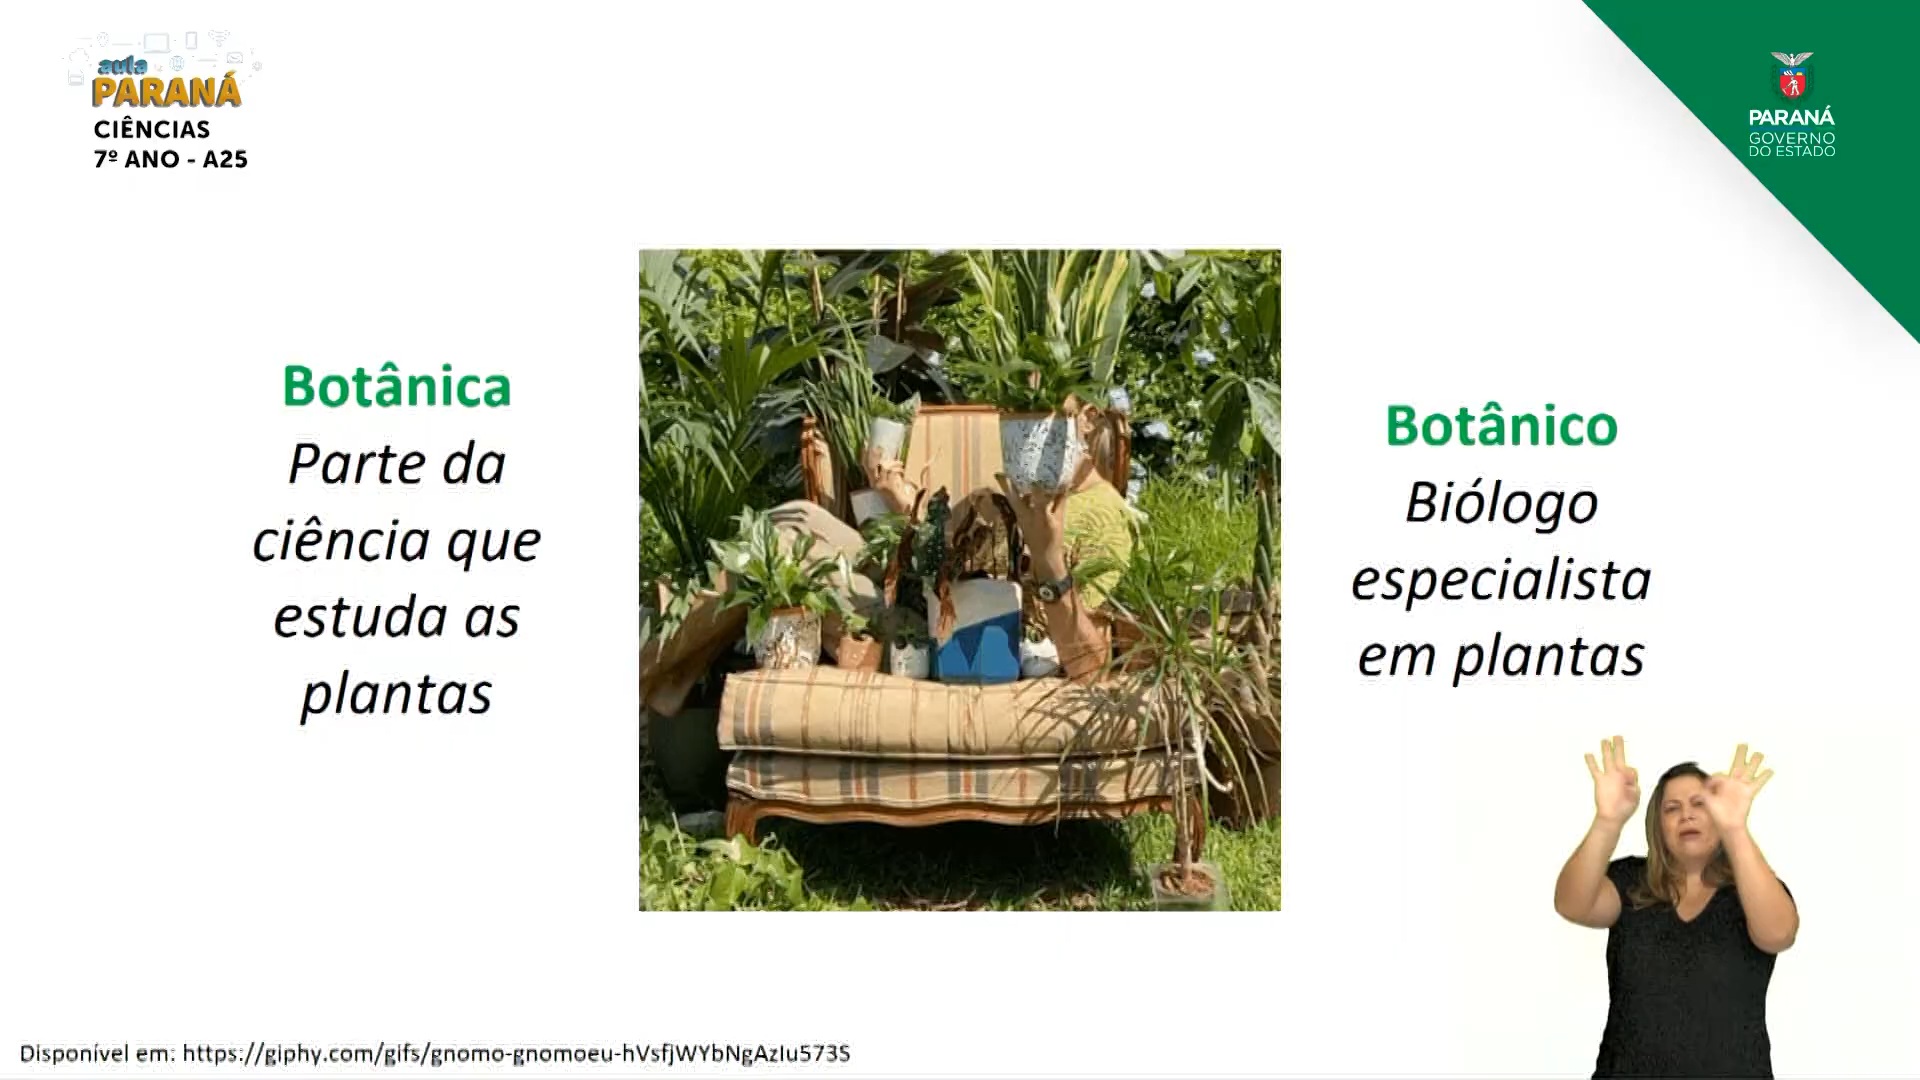 aula
PARANÁ
CIÊNCIAS
7º ANO - A25
PARANÁ
GOVERNO
DO ESTADO
Botânica
Parte da
ciência que
estuda as
plantas
Botânico
Biólogo
especialista
em plantas
Disponível em: https://giphy.com/gifs/gnomo-gnomoeu-hVsfjWYbNgAzIu573S